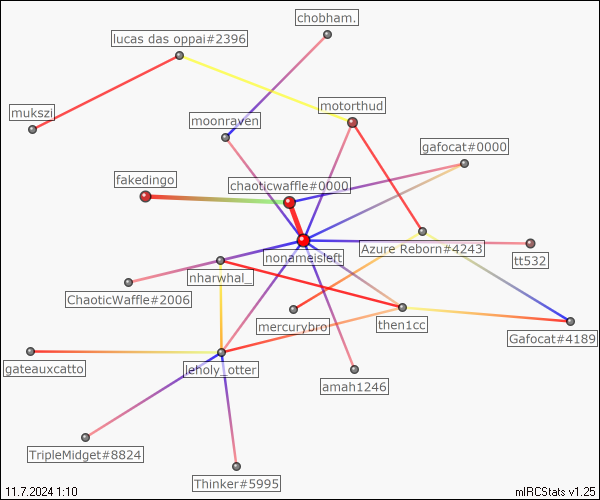 chobham.
lucas das oppai#2396
motorthud
mukszi
moonraven
gafocat#0000
fakedingo
chaoticwaffle#0000
nonameisleft
Azure Reborn#4243
tt532
nharwhal_
ChaoticWaffle#2006
mercurybro
then1cc
Gafocat#4189
gateauxcatto
leholy_otter
amah1246
TripleMidget#8824
Thinker#5995
11.7.2024 1:10
mIRCStats v1.25